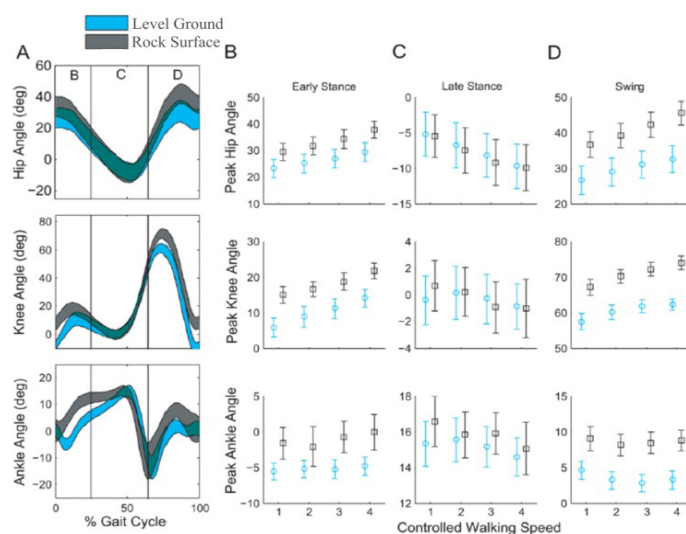 Level Ground
Rock Surface
A
B
C
D
B
C
D
Early Stance
Late Stance
Swing
Hip Angle (deg)
60
40
20
0
−20
Peak Hip Angle
50
40
30
20
10
0
−5
−10
−15
50
40
30
20
Knee Angle (deg)
80
60
40
20
0
Peak Knee Angle
30
20
10
0
4
2
0
−2
−4
80
70
60
50
Ankle Angle (deg)
20
10
0
−10
−20
0
50
100
% Gait Cycle
Peak Ankle Angle
5
0
−5
−10
1 2 3 4
18
16
14
12
1 2 3 4
15
10
5
0
1 2 3 4
Controlled Walking Speed